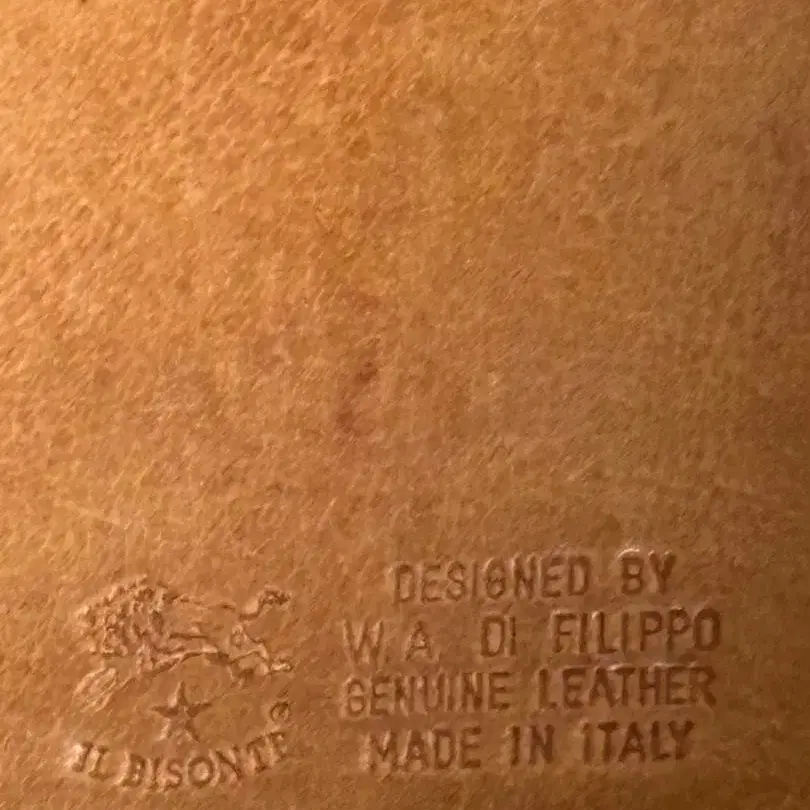 IL BISONTE®
DESIGNED BY
W. A. DI FILIPPO
GENUINE LEATHER
MADE IN ITALY